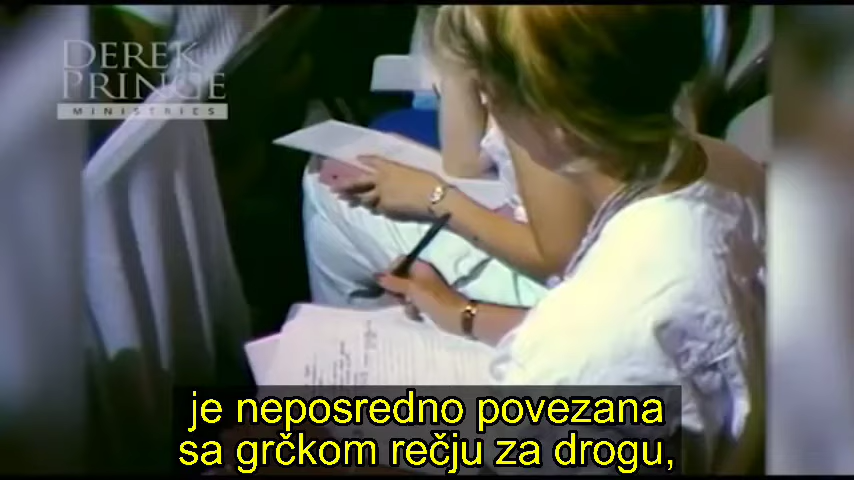 DEREK
PRINCE
MINISTRIES
je neposredno povezana
sa grčkom rečju za drogu,